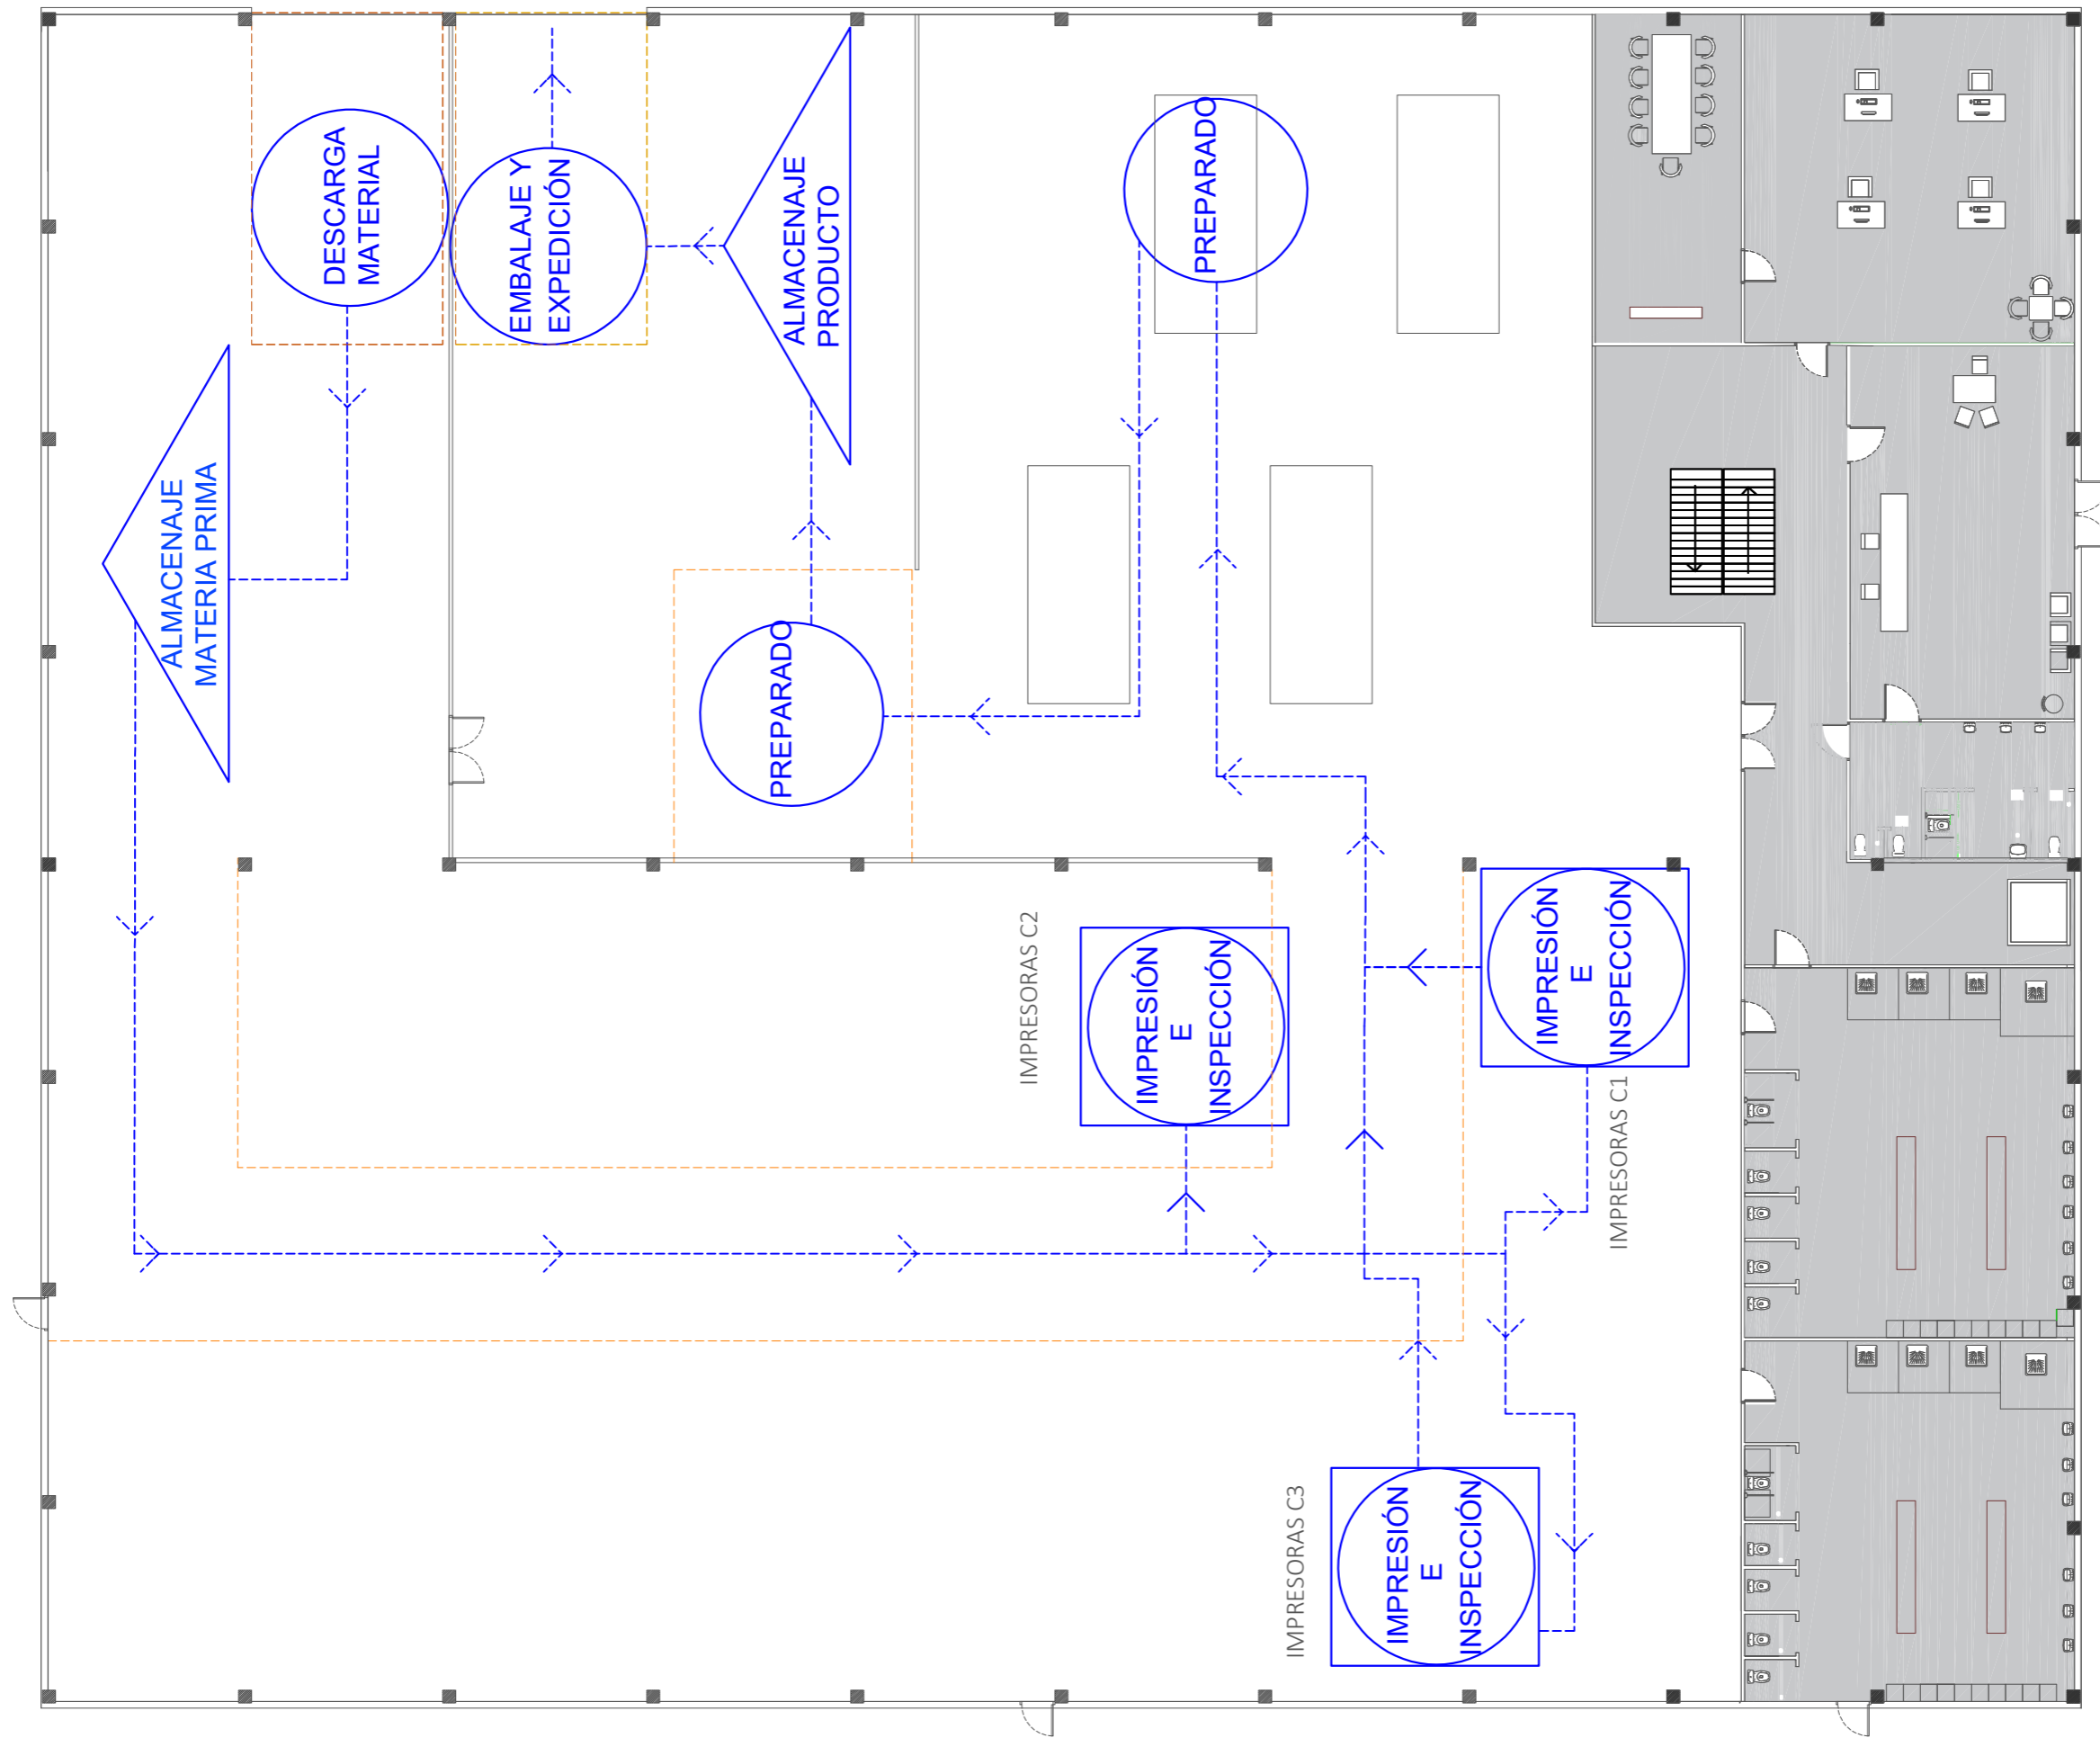 DESCARGA
MATERIAL
EMBALAJE Y
EXPEDICIÓN
ALMACENAJE
PRODUCTO
PREPARADO
ALMACENAJE
MATERIA PRIMA
PREPARADO
IMPRESORAS C2
IMPRESIÓN
E
INSPECCIÓN
IMPRESIÓN
E
INSPECCIÓN
IMPRESORAS C1
IMPRESORAS C3
IMPRESIÓN
E
INSPECCIÓN